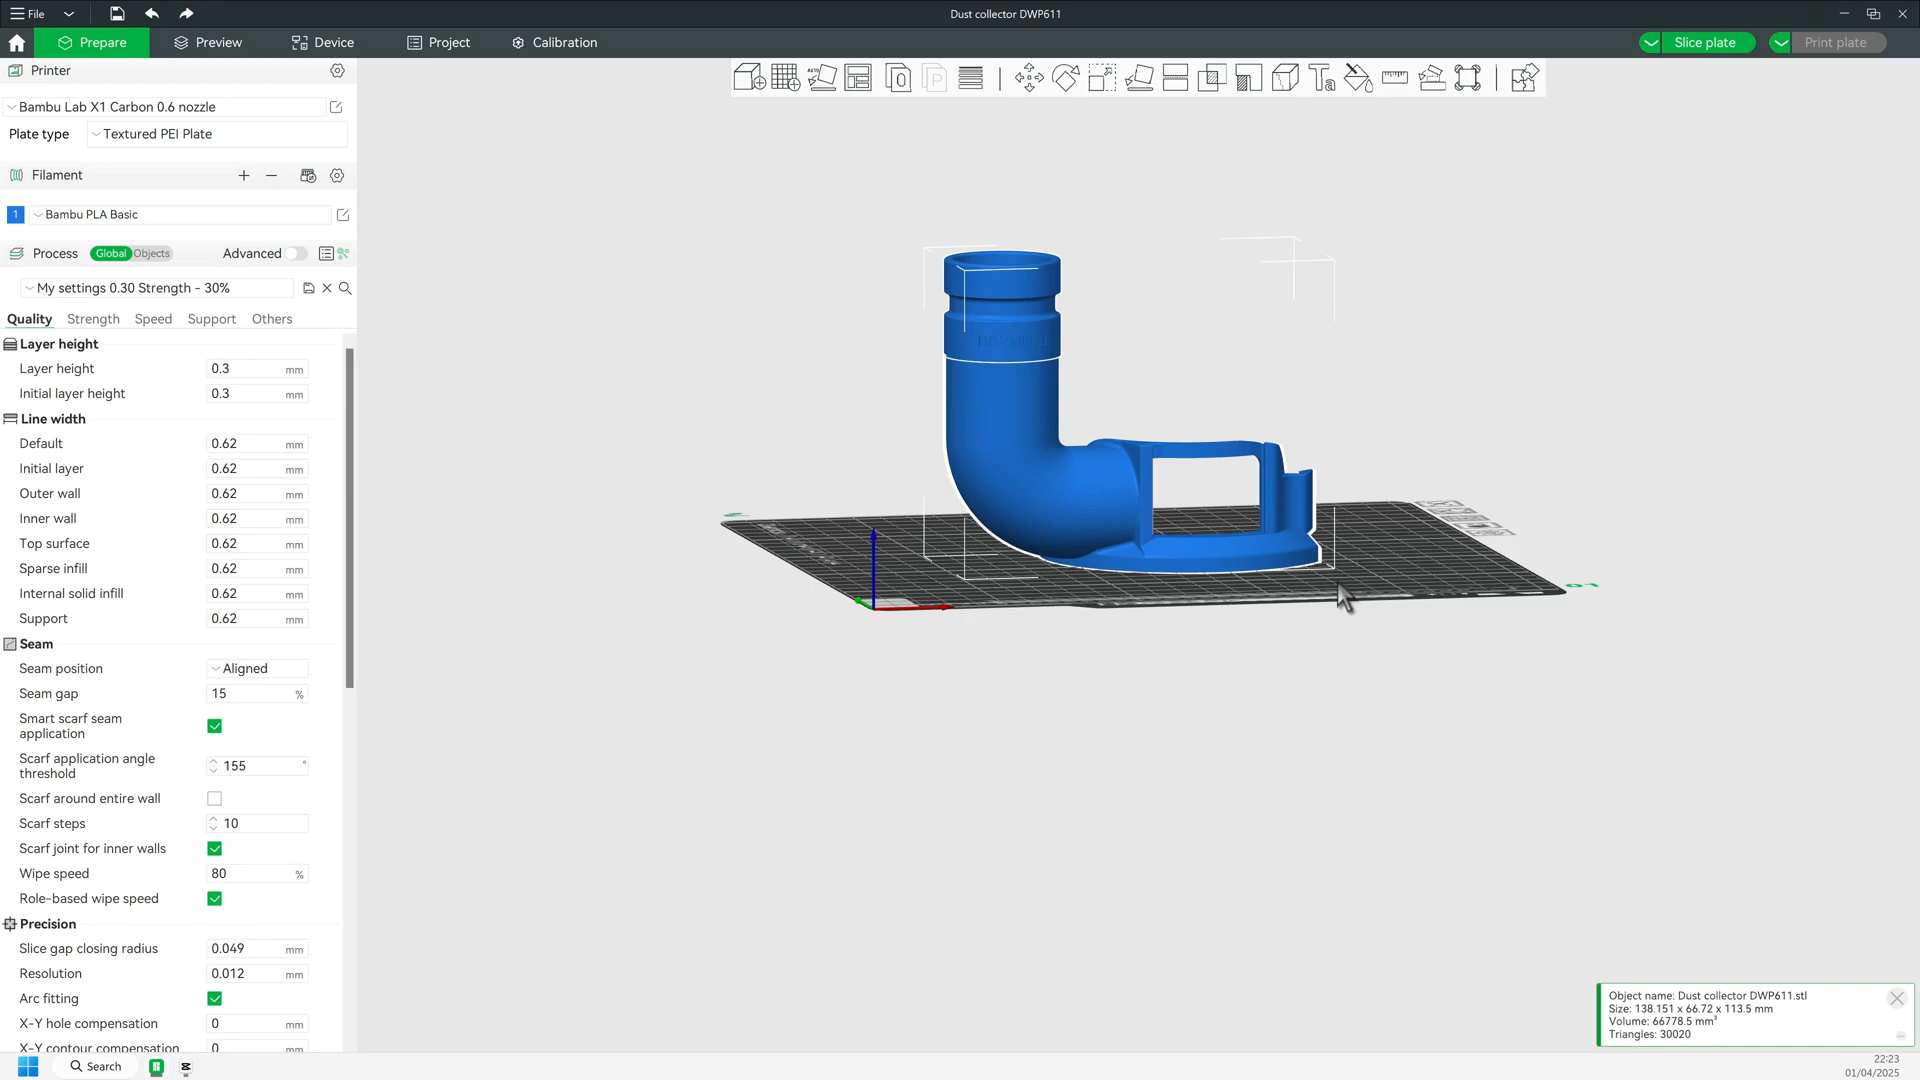 File
Dust collector DWP611
Prepare
Preview
Device
Project
Calibration
Slice plate
Print plate
Printer
Bambu Lab X1 Carbon 0.6 nozzle
Plate type
Textured PEI Plate
Filament
1
Bambu PLA Basic
Process
Global
Objects
Advanced
My settings 0.30 Strength - 30%
Quality
Strength
Speed
Support
Others
Layer height
Layer height 0.3 mm
Initial layer height 0.3 mm
Line width
Default 0.62 mm
Initial layer 0.62 mm
Outer wall 0.62 mm
Inner wall 0.62 mm
Top surface 0.62 mm
Sparse infill 0.62 mm
Internal solid infill 0.62 mm
Support 0.62 mm
Seam
Seam position Aligned
Seam gap 15 %
Smart scarf seam
application
Scarf application angle
threshold
155 °
Scarf around entire wall
Scarf steps 10
Scarf joint for inner walls
Wipe speed 80 %
Role-based wipe speed
Precision
Slice gap closing radius 0.049 mm
Resolution 0.012 mm
Arc fitting
X-Y hole compensation 0 mm
X-Y contour compensation 0 mm
Object name: Dust collector DWP611.stl
Size: 138.151 x 66.72 x 113.5 mm
Volume: 66778.5 mm³
Triangles: 30020
Search
22:23
01/04/2025